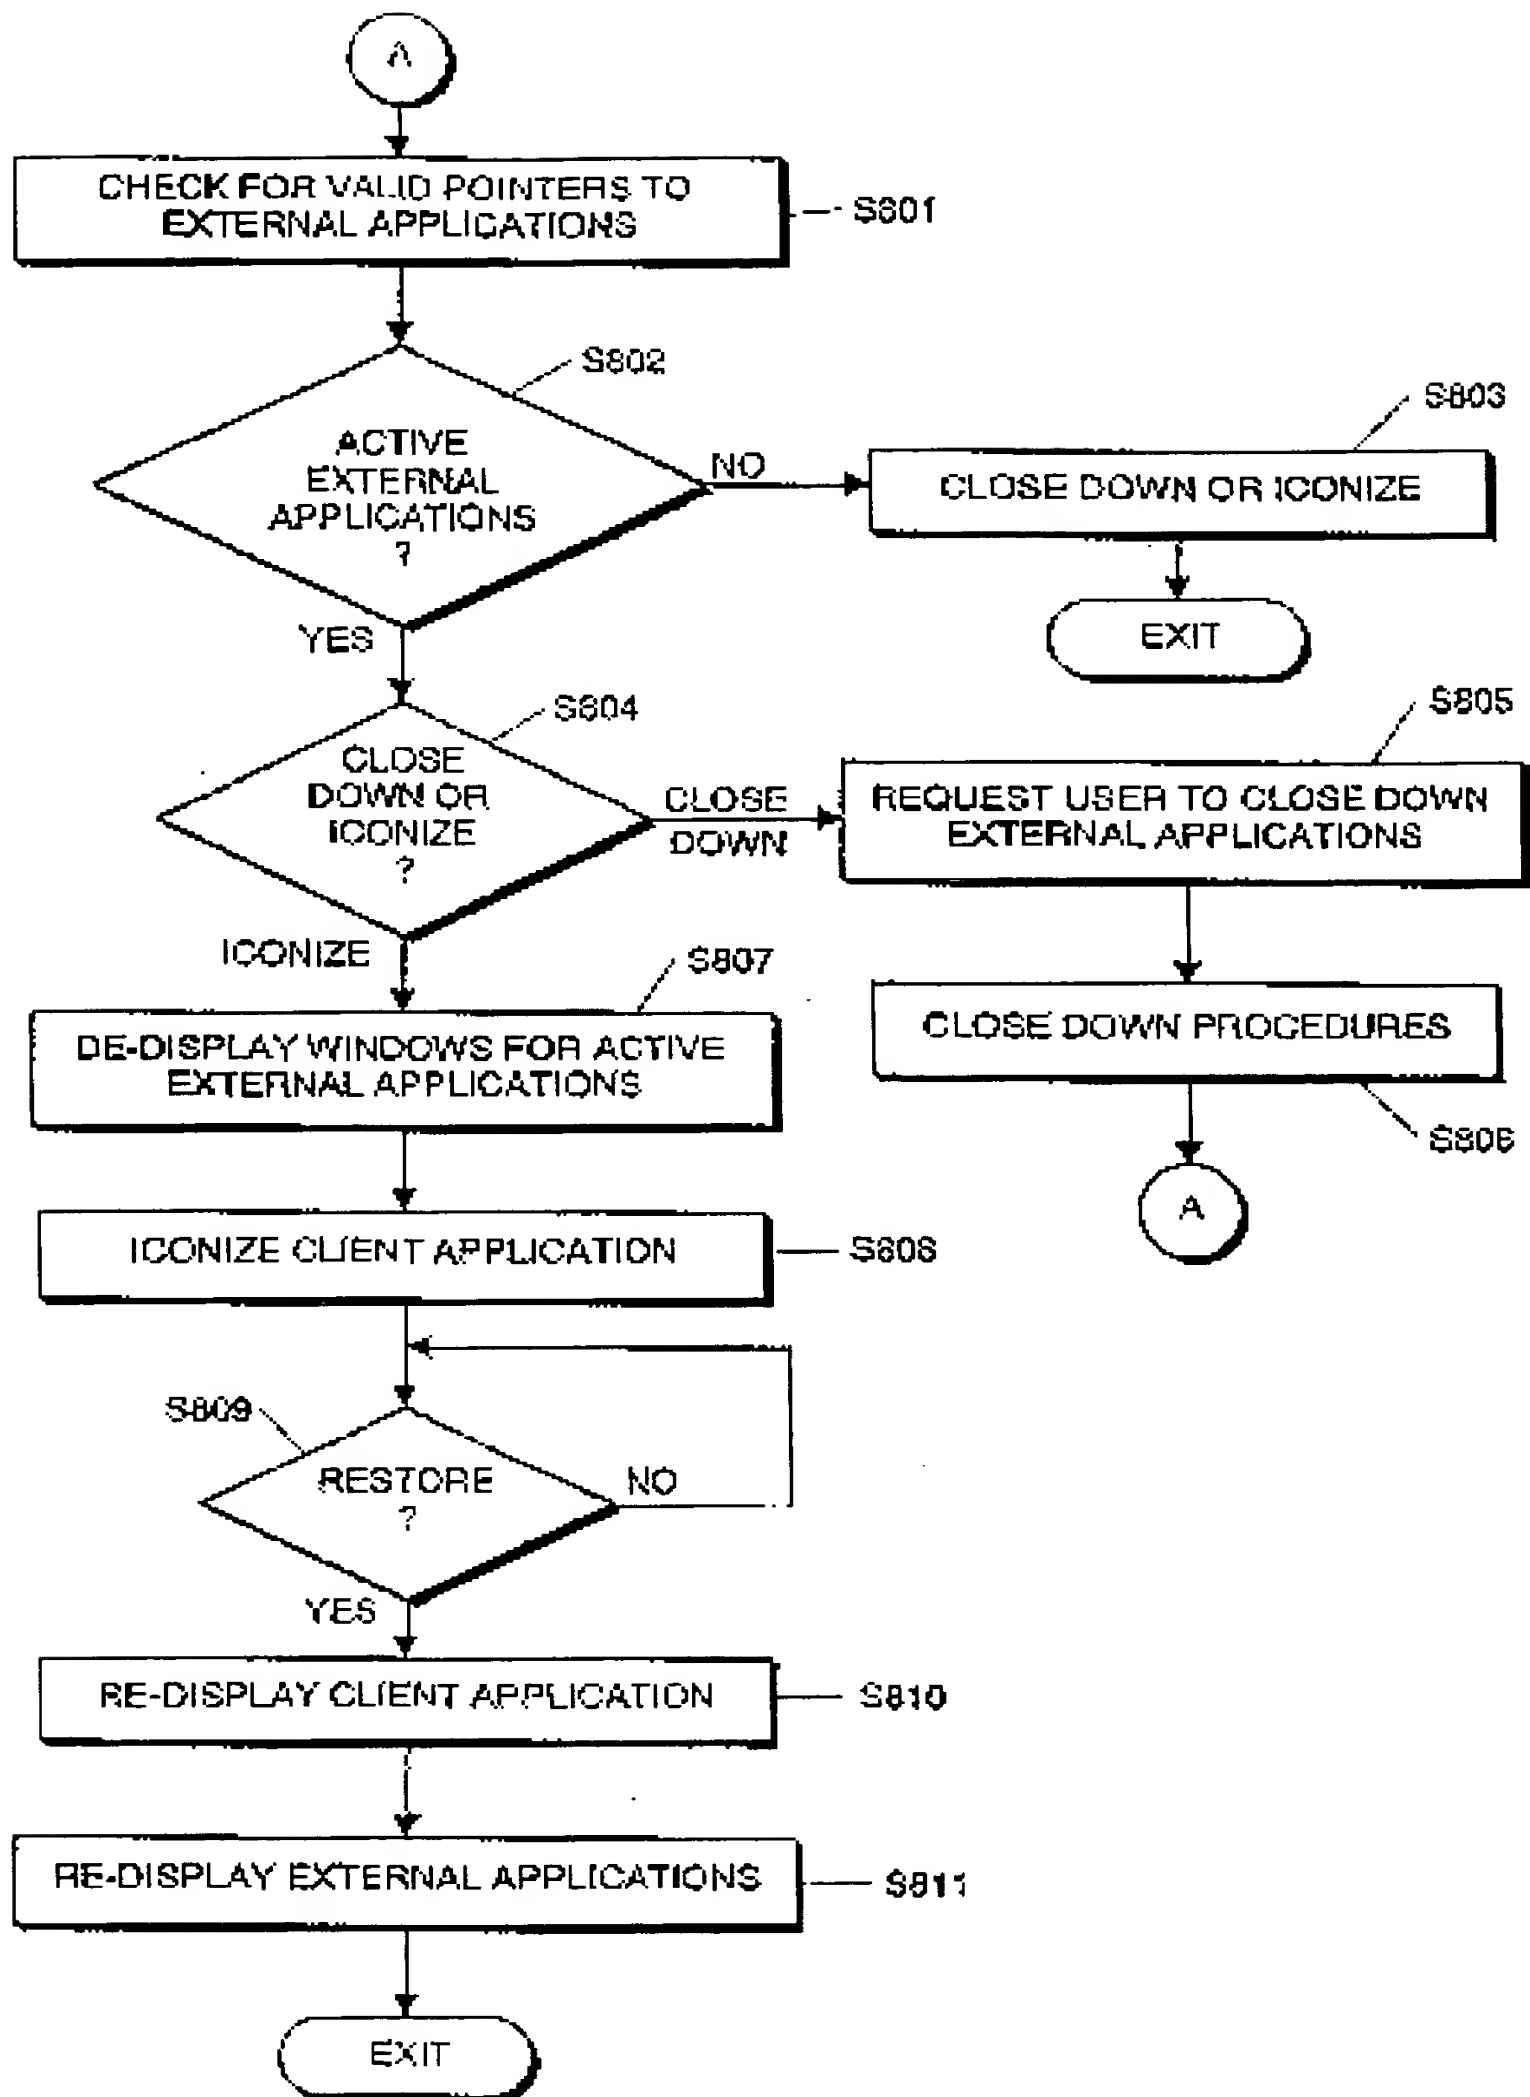 A
CHECK FOR VALID POINTERS TO
EXTERNAL APPLICATIONS
S801
S802
ACTIVE
EXTERNAL
APPLICATIONS
?
NO
YES
S803
CLOSE DOWN OR ICONIZE
EXIT
S804
CLOSE
DOWN OR
ICONIZE
?
CLOSE
DOWN
ICONIZE
S805
REQUEST USER TO CLOSE DOWN
EXTERNAL APPLICATIONS
CLOSE DOWN PROCEDURES
S806
A
S807
DE-DISPLAY WINDOWS FOR ACTIVE
EXTERNAL APPLICATIONS
ICONIZE CLIENT APPLICATION
S808
S809
RESTORE
?
NO
YES
RE-DISPLAY CLIENT APPLICATION
S810
RE-DISPLAY EXTERNAL APPLICATIONS
S811
EXIT